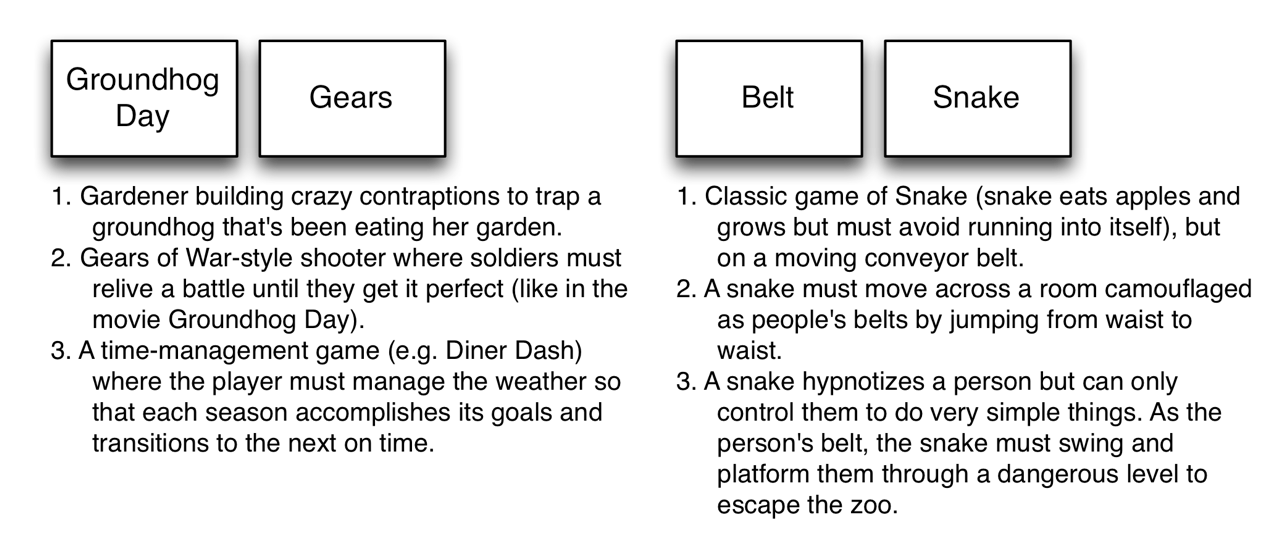 Groundhog
Day
Gears
1. Gardener building crazy contraptions to trap a
groundhog that's been eating her garden.
2. Gears of War-style shooter where soldiers must
relive a battle until they get it perfect (like in the
movie Groundhog Day).
3. A time-management game (e.g. Diner Dash)
where the player must manage the weather so
that each season accomplishes its goals and
transitions to the next on time.
Belt
Snake
1. Classic game of Snake (snake eats apples and
grows but must avoid running into itself), but
on a moving conveyor belt.
2. A snake must move across a room camouflaged
as people's belts by jumping from waist to
waist.
3. A snake hypnotizes a person but can only
control them to do very simple things. As the
person's belt, the snake must swing and
platform them through a dangerous level to
escape the zoo.